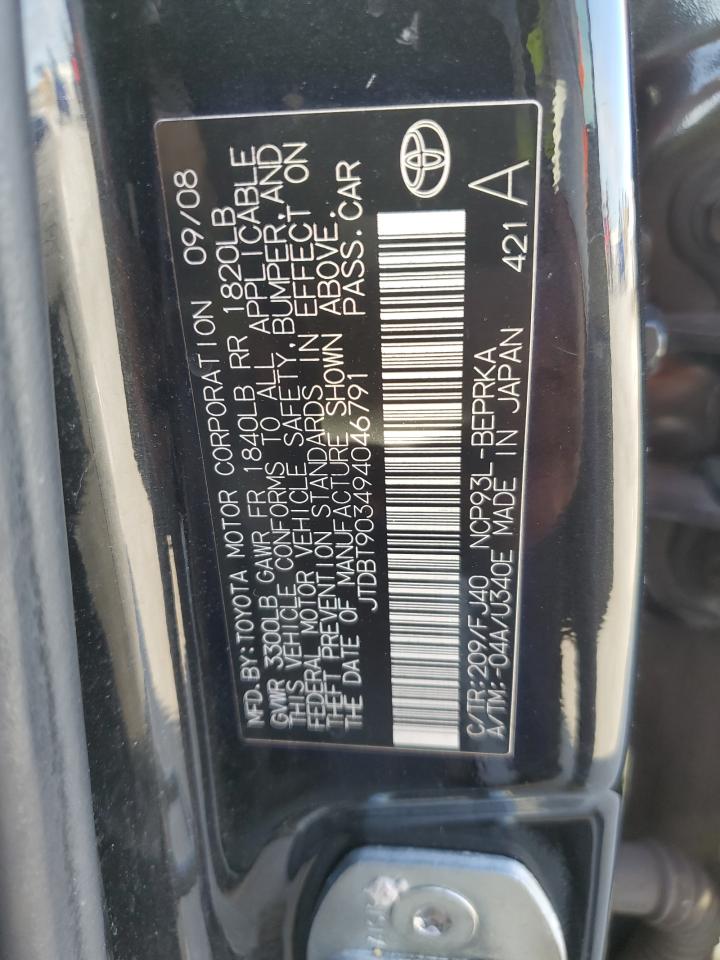 MFD. BY: TOYOTA MOTOR CORPORATION 09/08
GVWR 3300LB GAWR FR 1840LB RR 1820LB
THIS VEHICLE CONFORMS TO ALL APPLICABLE
FEDERAL MOTOR VEHICLE SAFETY, BUMPER, AND
THEFT PREVENTION STANDARDS IN EFFECT ON
THE DATE OF MANUFACTURE SHOWN ABOVE.
JTDBT903494046791 PASS. CAR
C/TR: 209/FJ40 NCP93L-BEPRKA 421 A
A/TM: -04A/U340E MADE IN JAPAN